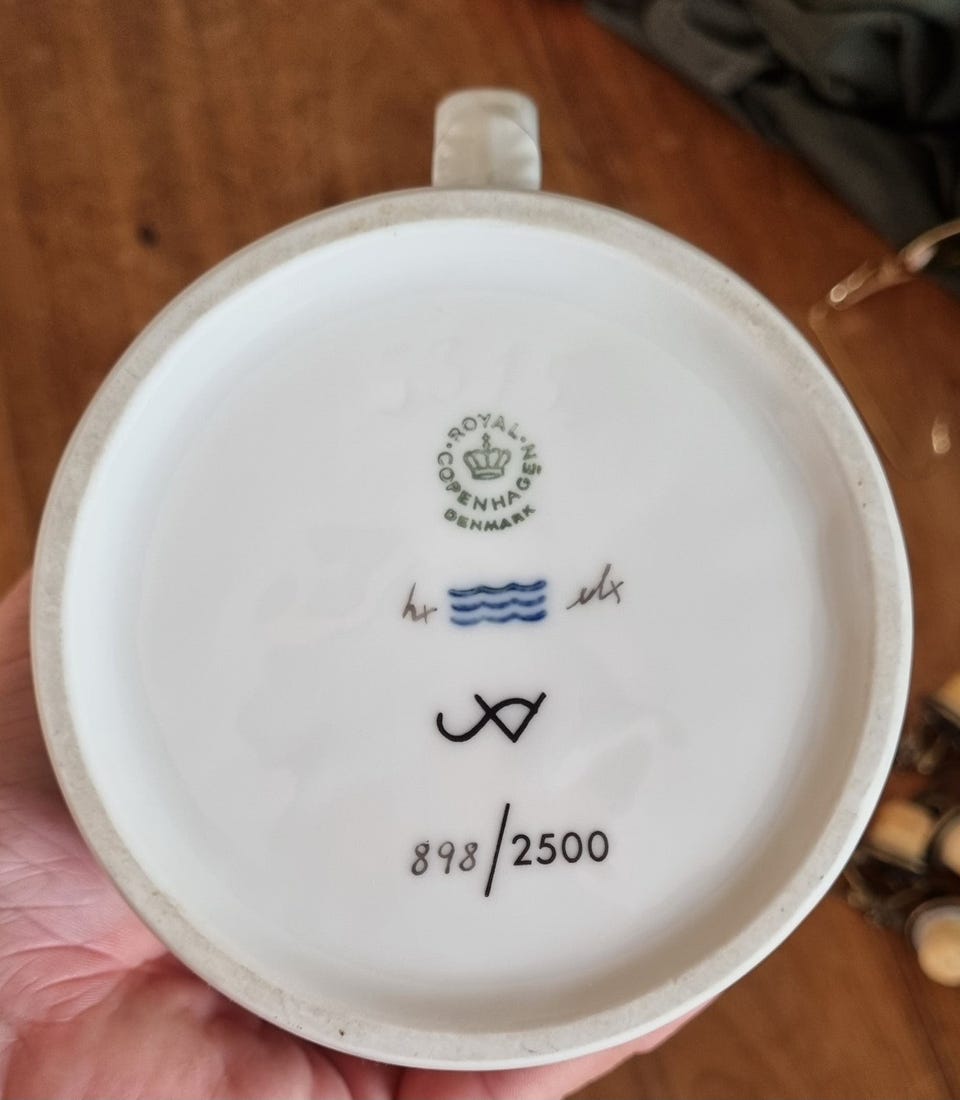 ROYAL
COPENHAGEN
DENMARK
898/2500